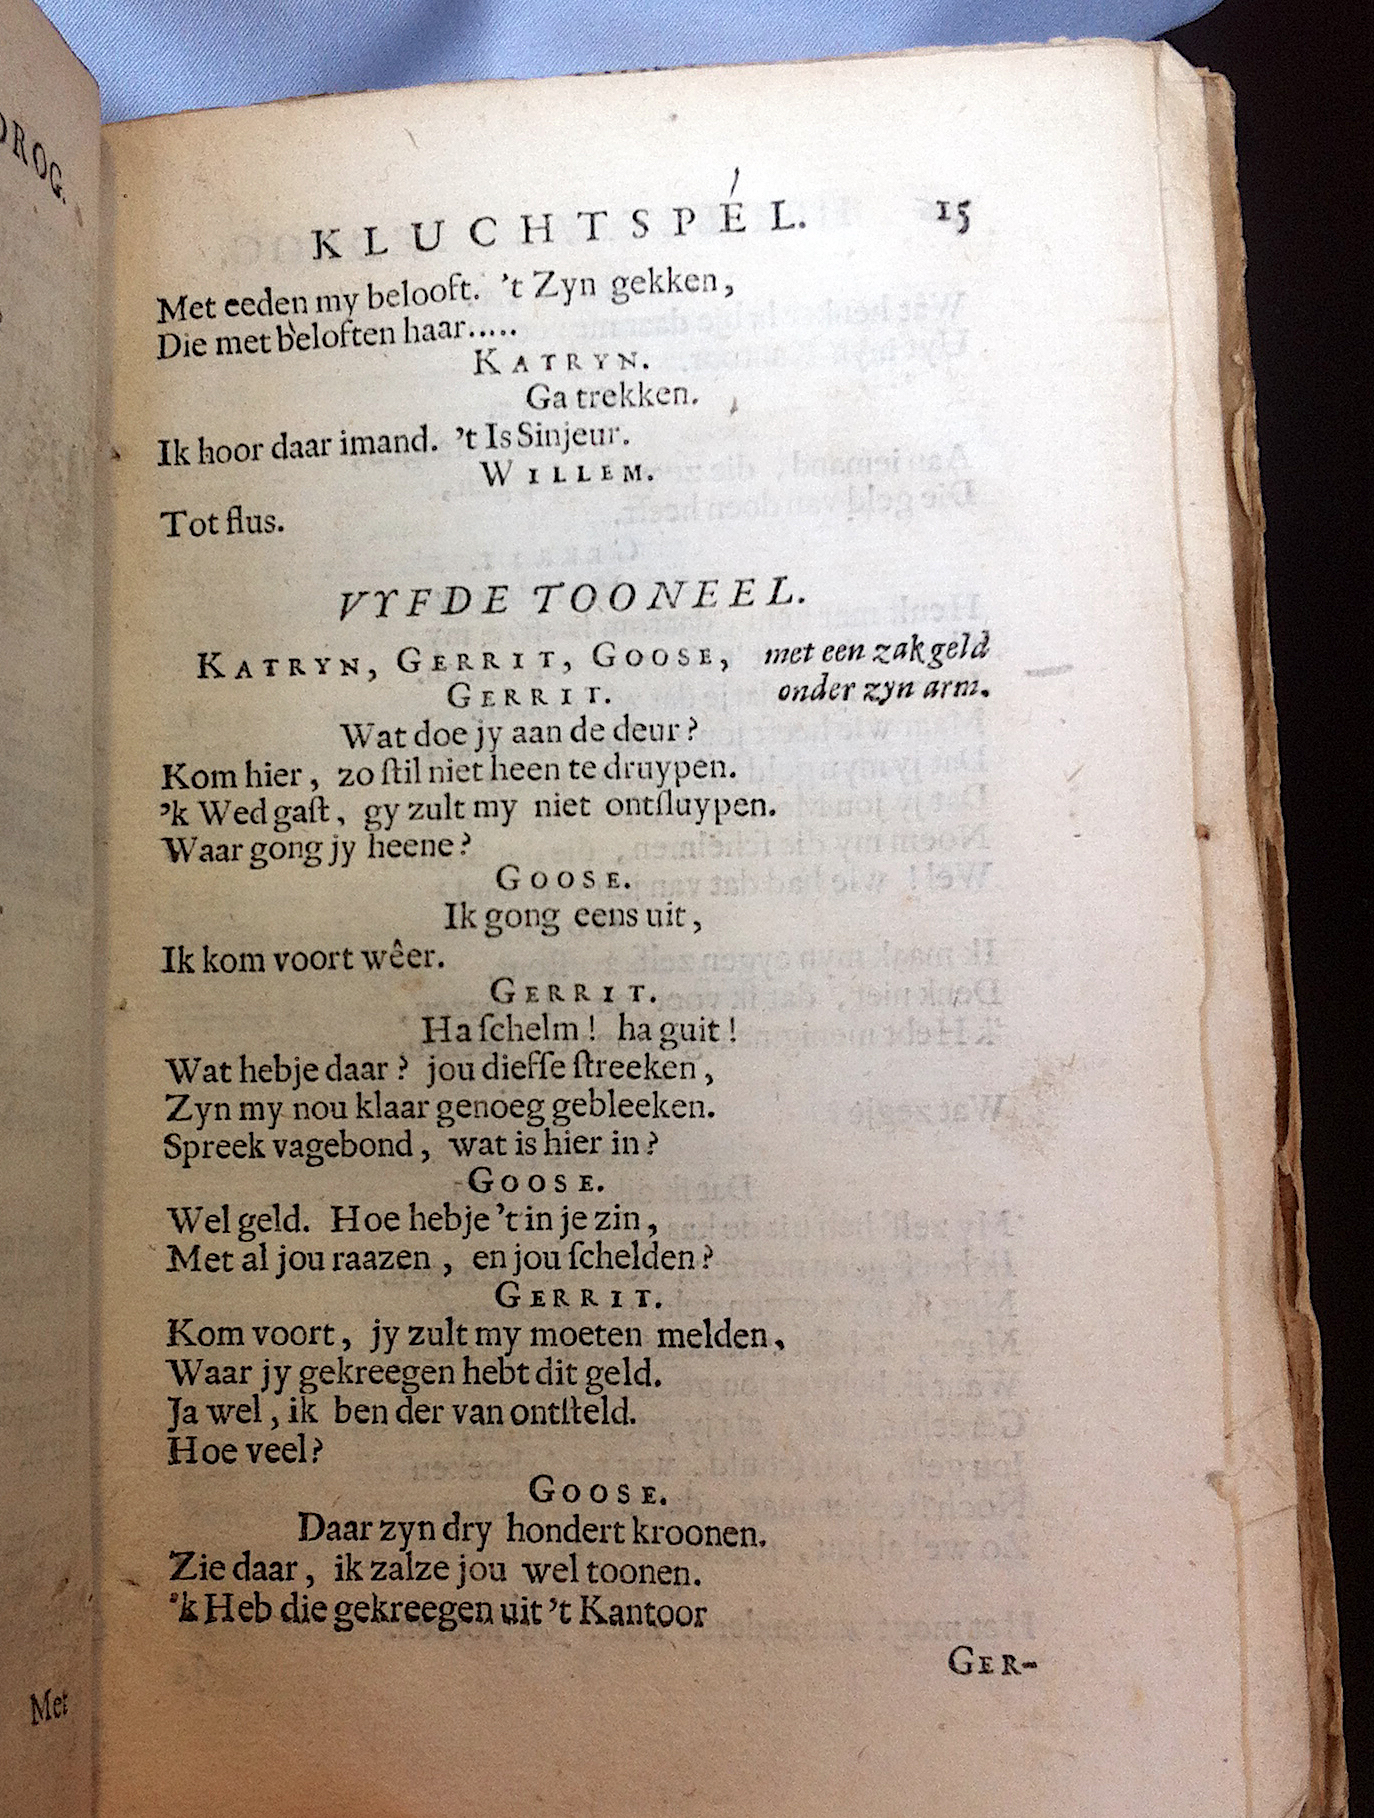 DROG.
KLUCHTSPÉL. 15
Met eeden my belooft. 't Zyn gekken,
Die met beloften haar.....
KATRYN.
Ga trekken.
Ik hoor daar imand. 't Is Sinjeur.
WILLEM.
Tot flus.
VYFDE TOONEEL.
KATRYN, GERRIT, GOOSE, met een zak geld
GERRIT. onder zyn arm.
Wat doe jy aan de deur?
Kom hier, zo ſtil niet heen te druypen.
'k Wed gaſt, gy zult my niet ontſluypen.
Waar gong jy heene?
GOOSE.
Ik gong eens uit,
Ik kom voort wêer.
GERRIT.
Ha ſchelm! ha guit!
Wat hebje daar? jou diefſe ſtreeken,
Zyn my nou klaar genoeg gebleeken.
Spreek vagebond, wat is hier in?
GOOSE.
Wel geld. Hoe hebje 't in je zin,
Met al jou raazen, en jou ſchelden?
GERRIT.
Kom voort, jy zult my moeten melden,
Waar jy gekreegen hebt dit geld.
Ja wel, ik ben der van ontſteld.
Hoe veel?
GOOSE.
Daar zyn dry hondert kroonen.
Zie daar, ik zalze jou wel toonen.
'k Heb die gekreegen uit 't Kantoor
GER-
Met